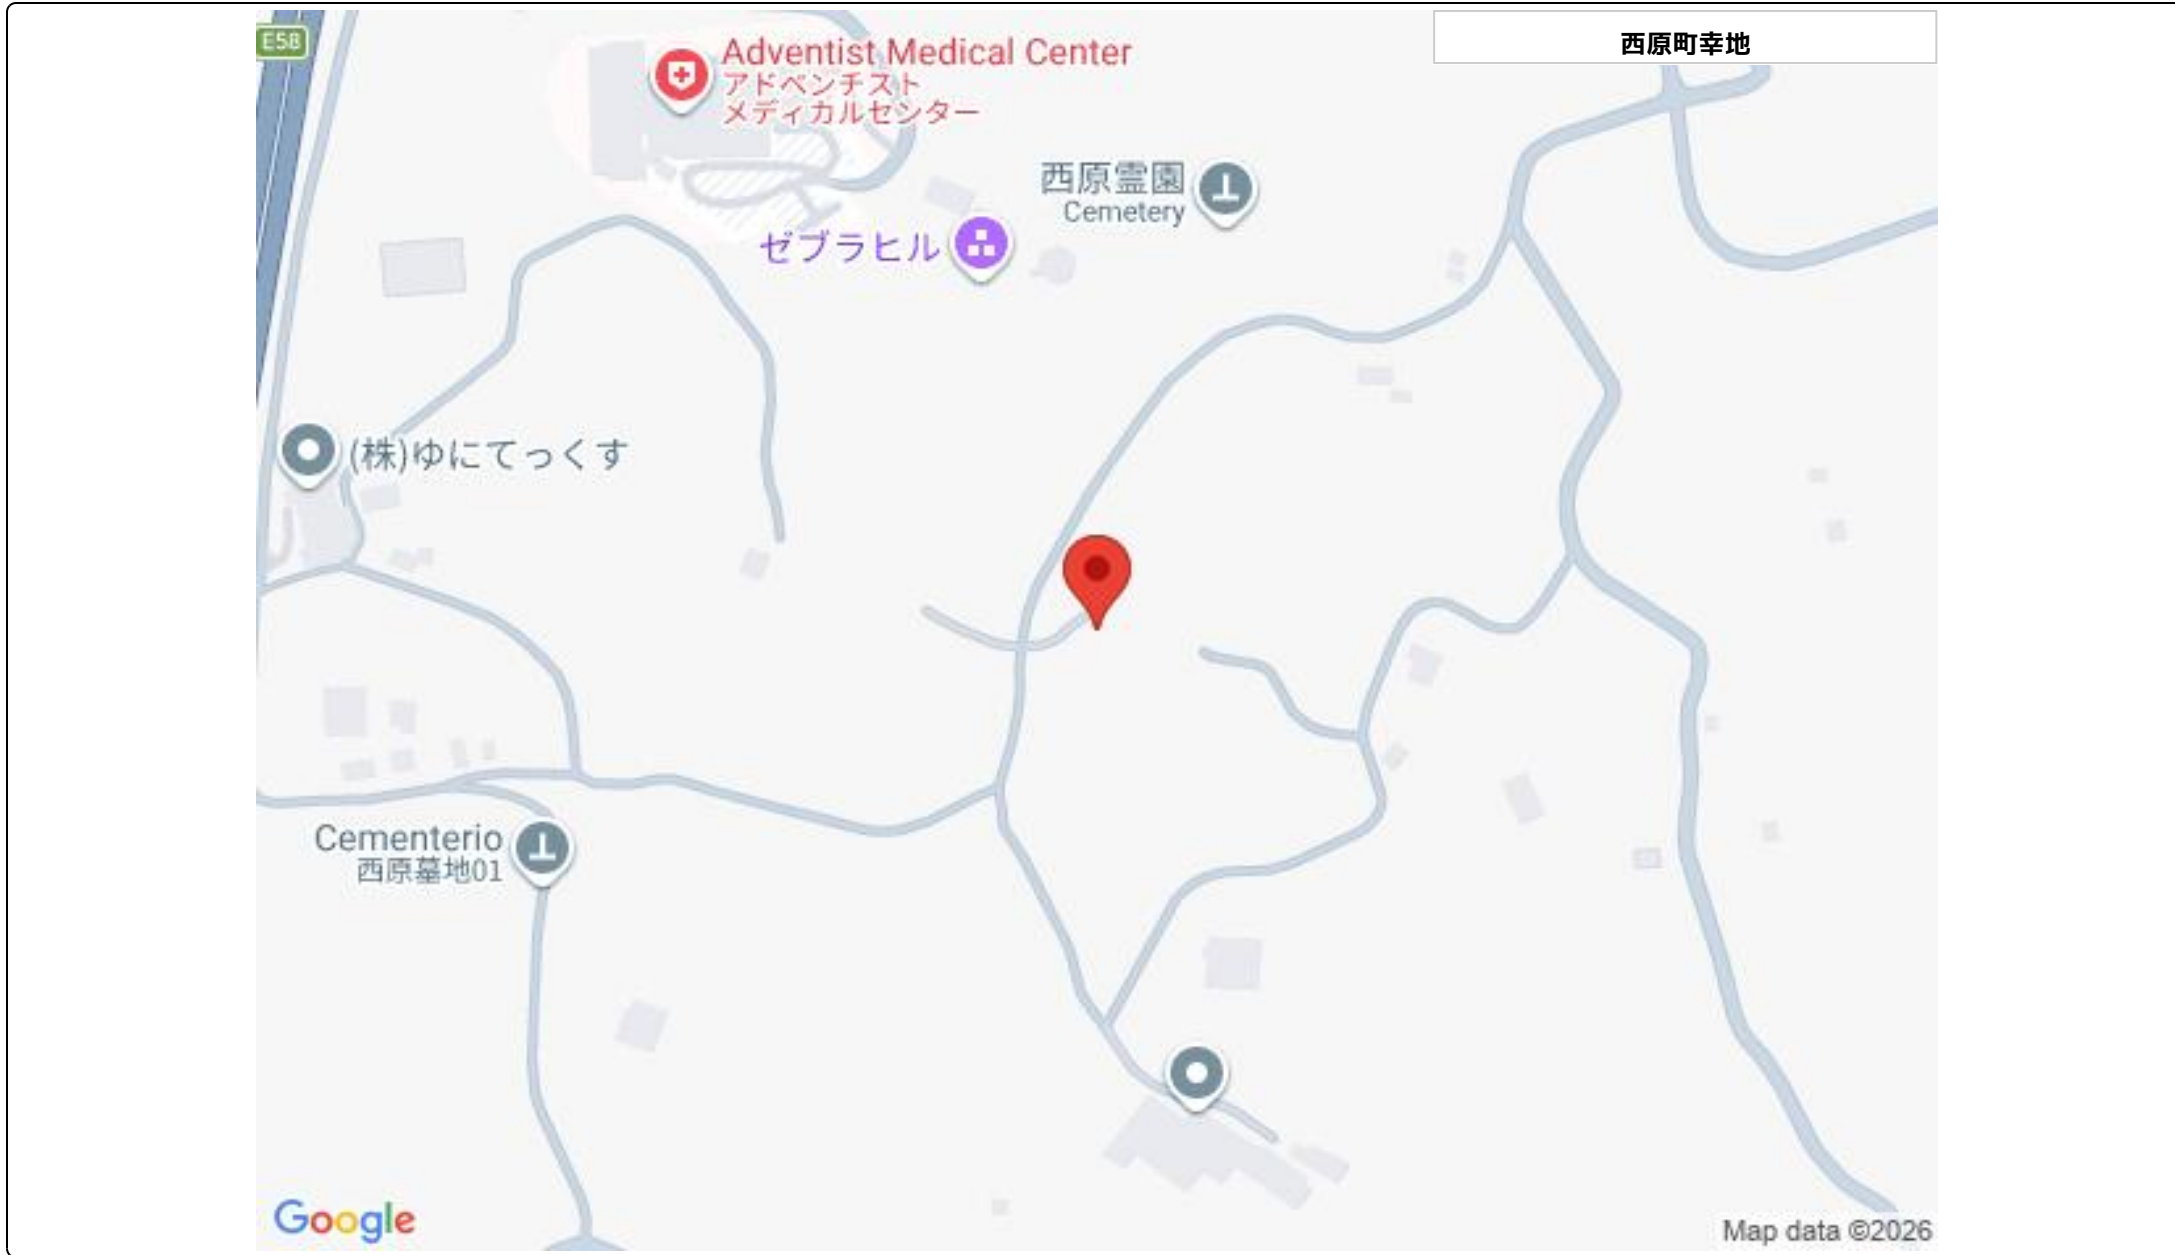 E58
Adventist Medical Center
アドベンチスト
メディカルセンター
西原町幸地
西原霊園
Cemetery
ゼブラヒル
(株)ゆにてっくす
Cementerio
西原墓地01
Google
Map data ©2026